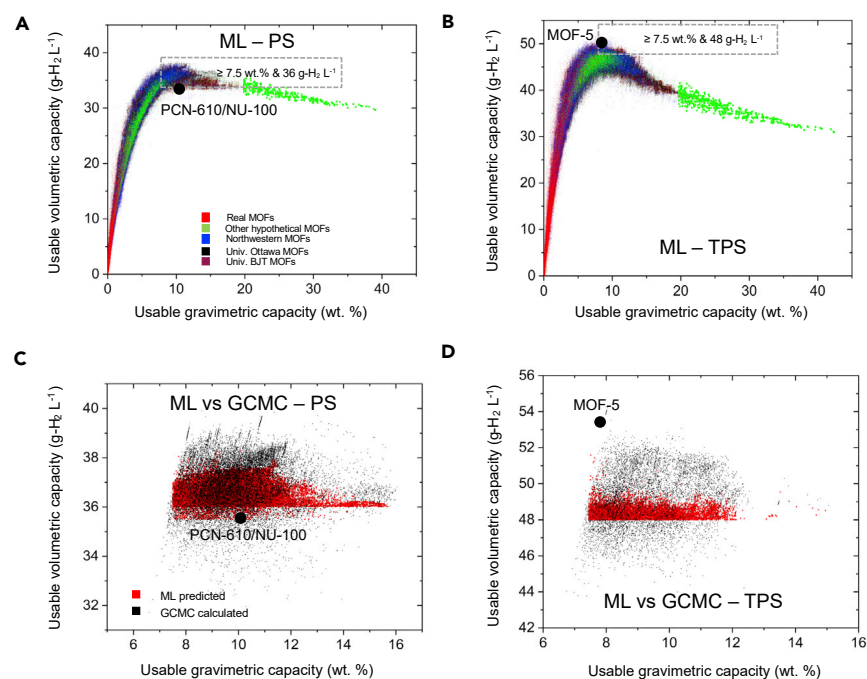 A
ML – PS
≥ 7.5 wt.% & 36 g-H₂ L⁻¹
PCN-610/NU-100
Real MOFs
Other hypothetical MOFs
Northwestern MOFs
Univ. Ottawa MOFs
Univ. BJT MOFs
50
40
30
20
10
0
0 10 20 30 40
Usable volumetric capacity (g-H₂ L⁻¹)
Usable gravimetric capacity (wt. %)
B
MOF-5
≥ 7.5 wt.% & 48 g-H₂ L⁻¹
ML – TPS
50
40
30
20
10
0
0 10 20 30 40
Usable volumetric capacity (g-H₂ L⁻¹)
Usable gravimetric capacity (wt. %)
C
ML vs GCMC – PS
PCN-610/NU-100
ML predicted
GCMC calculated
40
38
36
34
32
6 8 10 12 14 16
Usable volumetric capacity (g-H₂ L⁻¹)
Usable gravimetric capacity (wt. %)
D
MOF-5
ML vs GCMC – TPS
56
54
52
50
48
46
44
42
6 8 10 12 14 16
Usable volumetric capacity (g-H₂ L⁻¹)
Usable gravimetric capacity (wt. %)